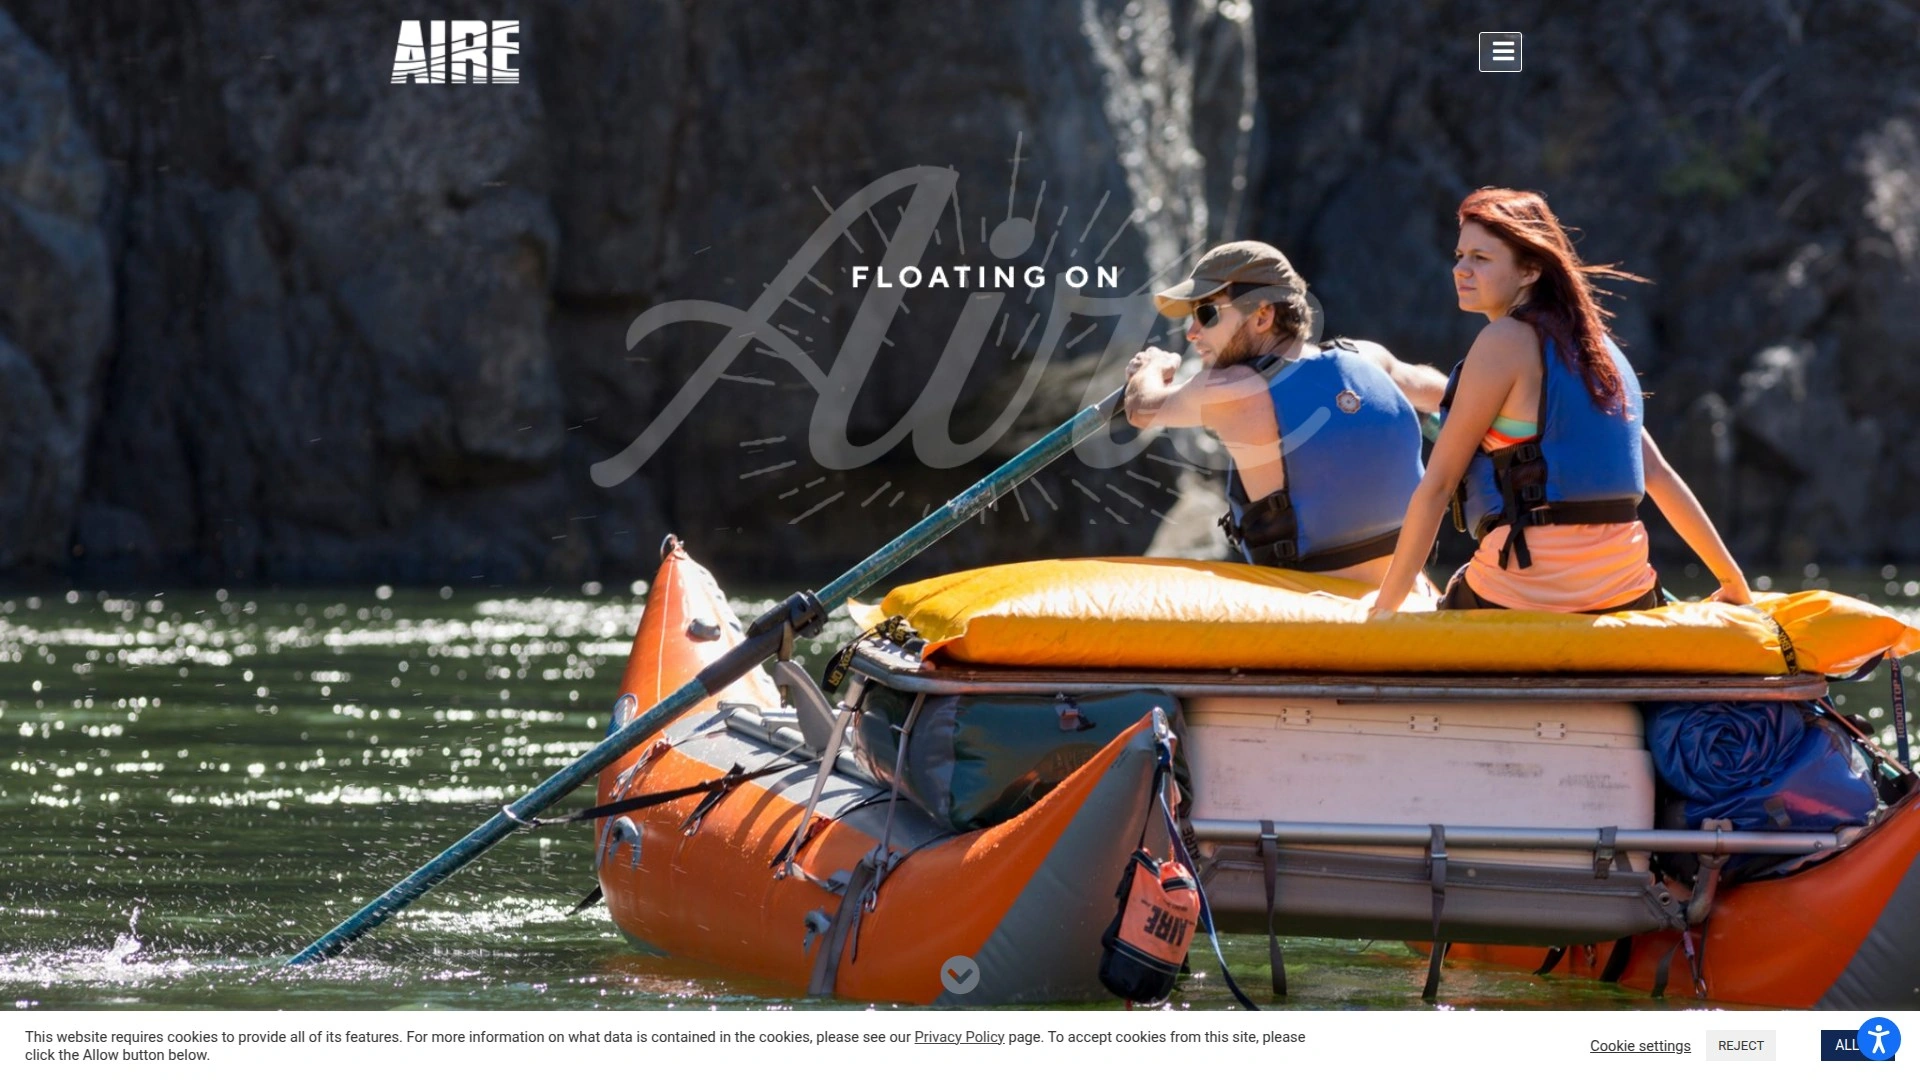 AIRE
Aire
FLOATING ON
AIRE
This website requires cookies to provide all of its features. For more information on what data is contained in the cookies, please see our Privacy Policy page. To accept cookies from this site, please
click the Allow button below.
Cookie settings
REJECT